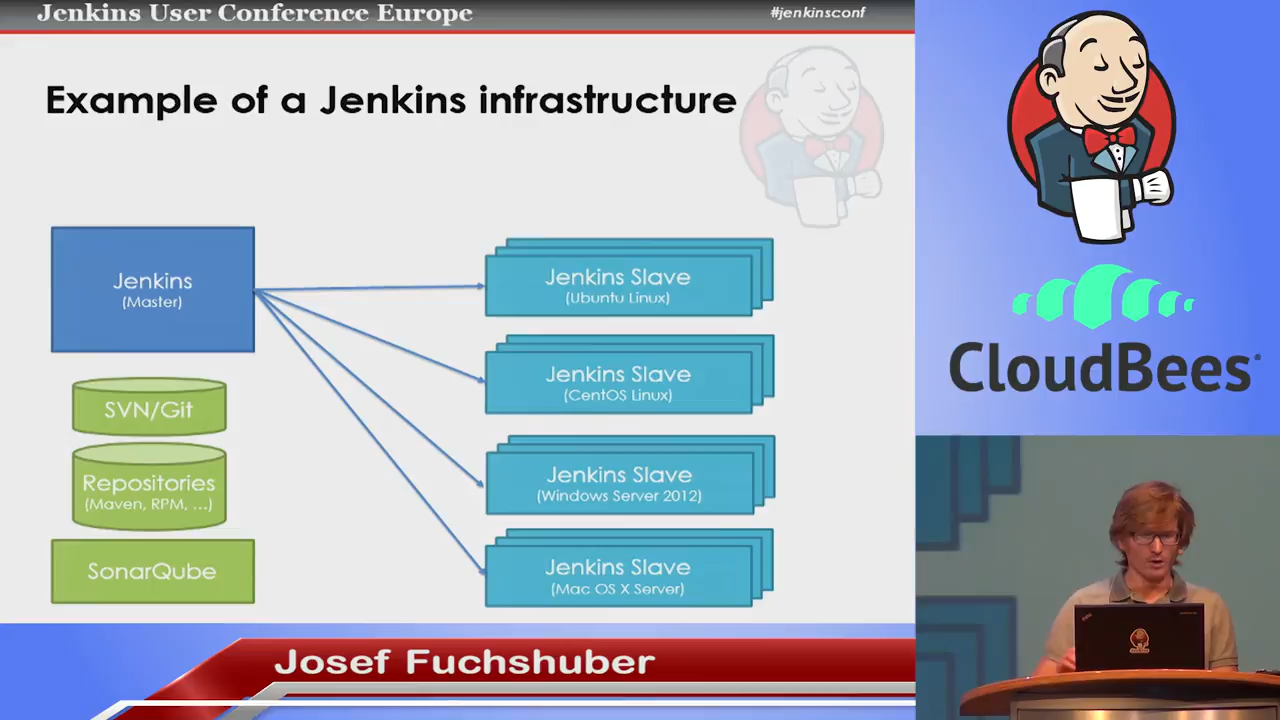 Jenkins User Conference Europe
#jenkinsconf
Example of a Jenkins infrastructure
Jenkins
(Master)
SVN/Git
Repositories
(Maven, RPM, ...)
SonarQube
Jenkins Slave
(Ubuntu Linux)
Jenkins Slave
(CentOS Linux)
Jenkins Slave
(Windows Server 2012)
Jenkins Slave
(Mac OS X Server)
CloudBees
Josef Fuchshuber